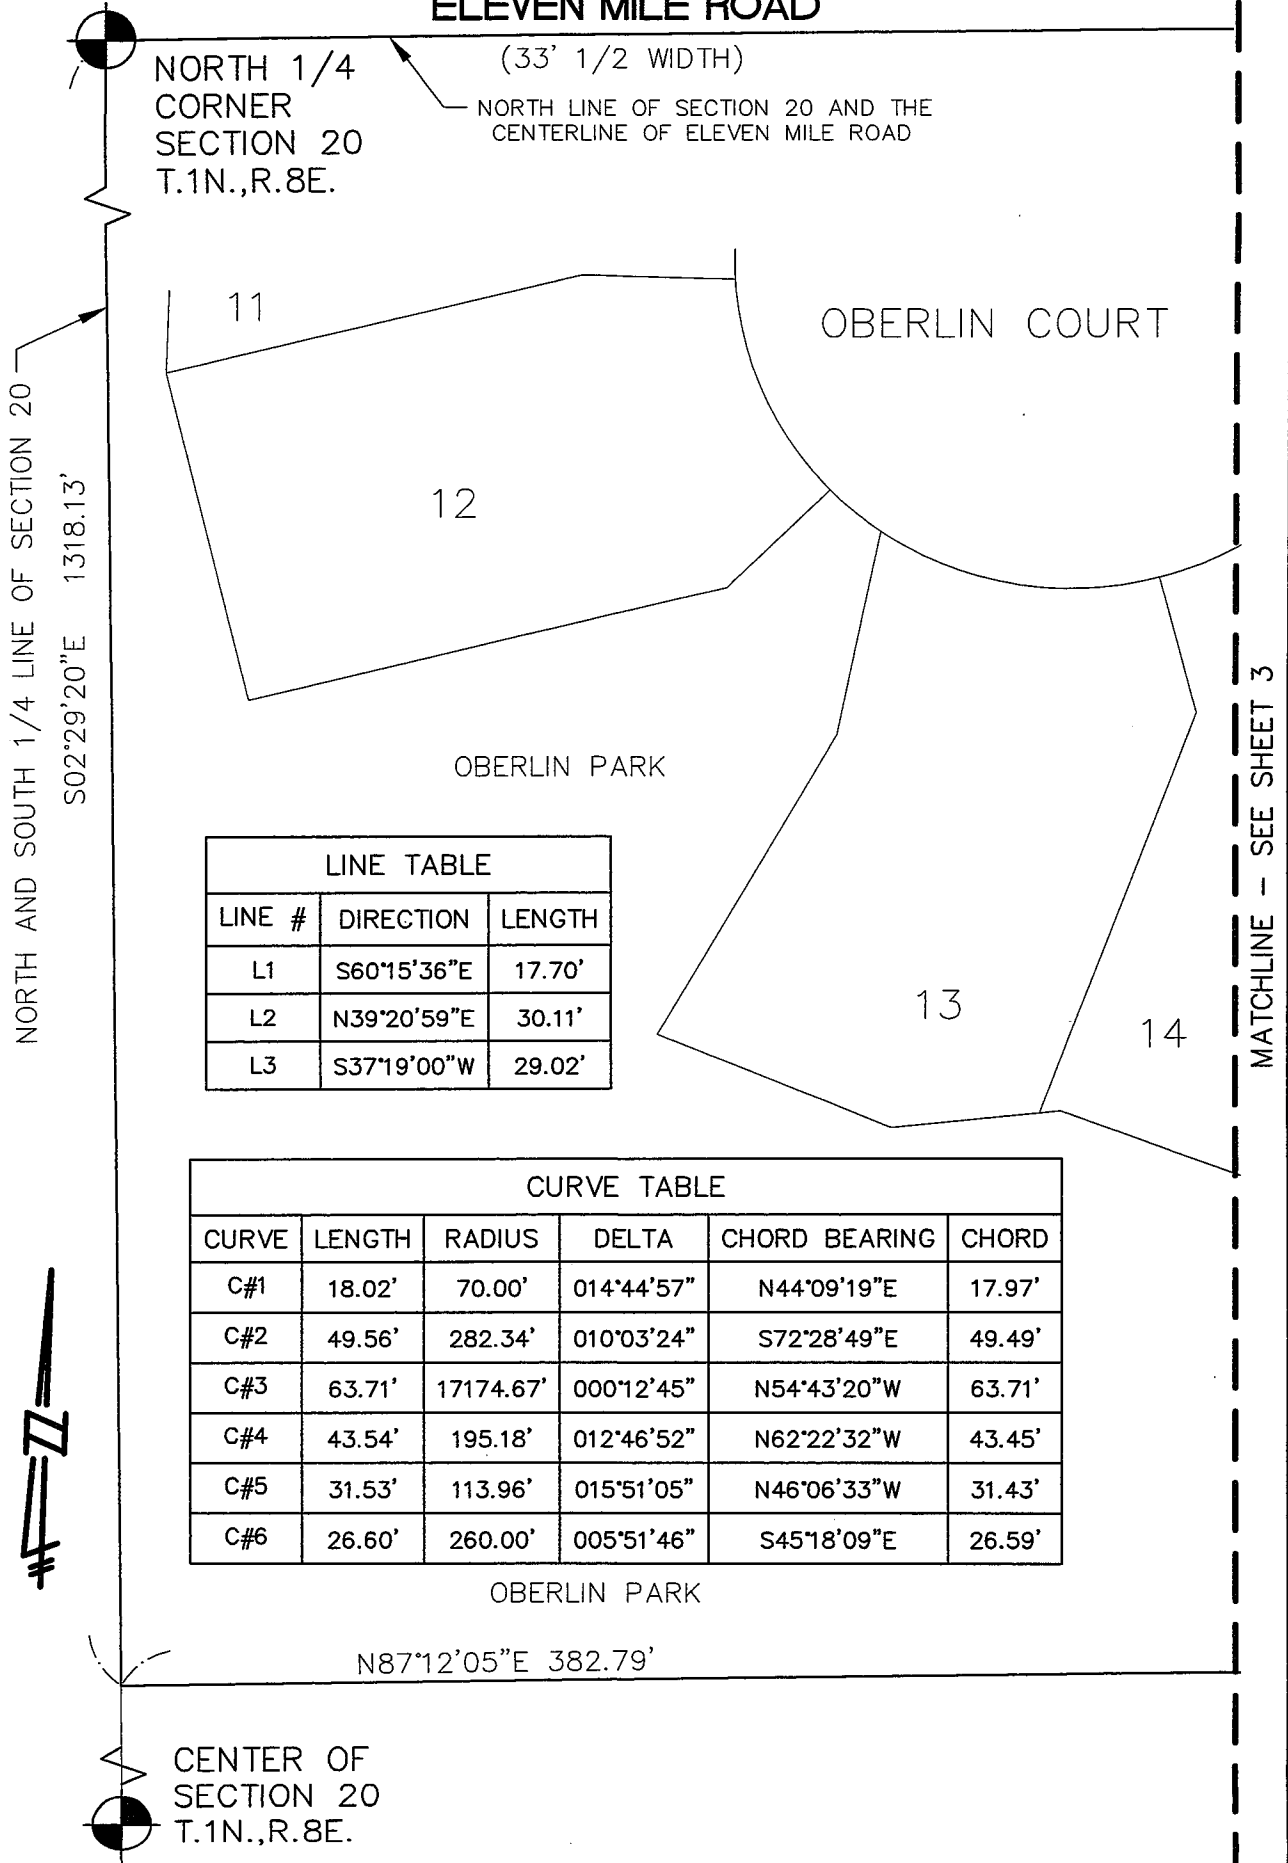 ELEVEN MILE ROAD
(33' 1/2 WIDTH)
NORTH 1/4
CORNER
SECTION 20
T.1N.,R.8E.
NORTH LINE OF SECTION 20 AND THE
CENTERLINE OF ELEVEN MILE ROAD
11
OBERLIN COURT
12
NORTH AND SOUTH 1/4 LINE OF SECTION 20
S02°29'20"E 1318.13'
OBERLIN PARK
MATCHLINE - SEE SHEET 3
LINE TABLE
LINE # DIRECTION LENGTH
L1 S60°15'36"E 17.70'
L2 N39°20'59"E 30.11'
L3 S37°19'00"W 29.02'
13
14
CURVE TABLE
CURVE LENGTH RADIUS DELTA CHORD BEARING CHORD
C#1 18.02' 70.00' 014°44'57" N44°09'19"E 17.97'
C#2 49.56' 282.34' 010°03'24" S72°28'49"E 49.49'
C#3 63.71' 17174.67' 000°12'45" N54°43'20"W 63.71'
C#4 43.54' 195.18' 012°46'52" N62°22'32"W 43.45'
C#5 31.53' 113.96' 015°51'05" N46°06'33"W 31.43'
C#6 26.60' 260.00' 005°51'46" S45°18'09"E 26.59'
N
OBERLIN PARK
N87°12'05"E 382.79'
CENTER OF
SECTION 20
T.1N.,R.8E.